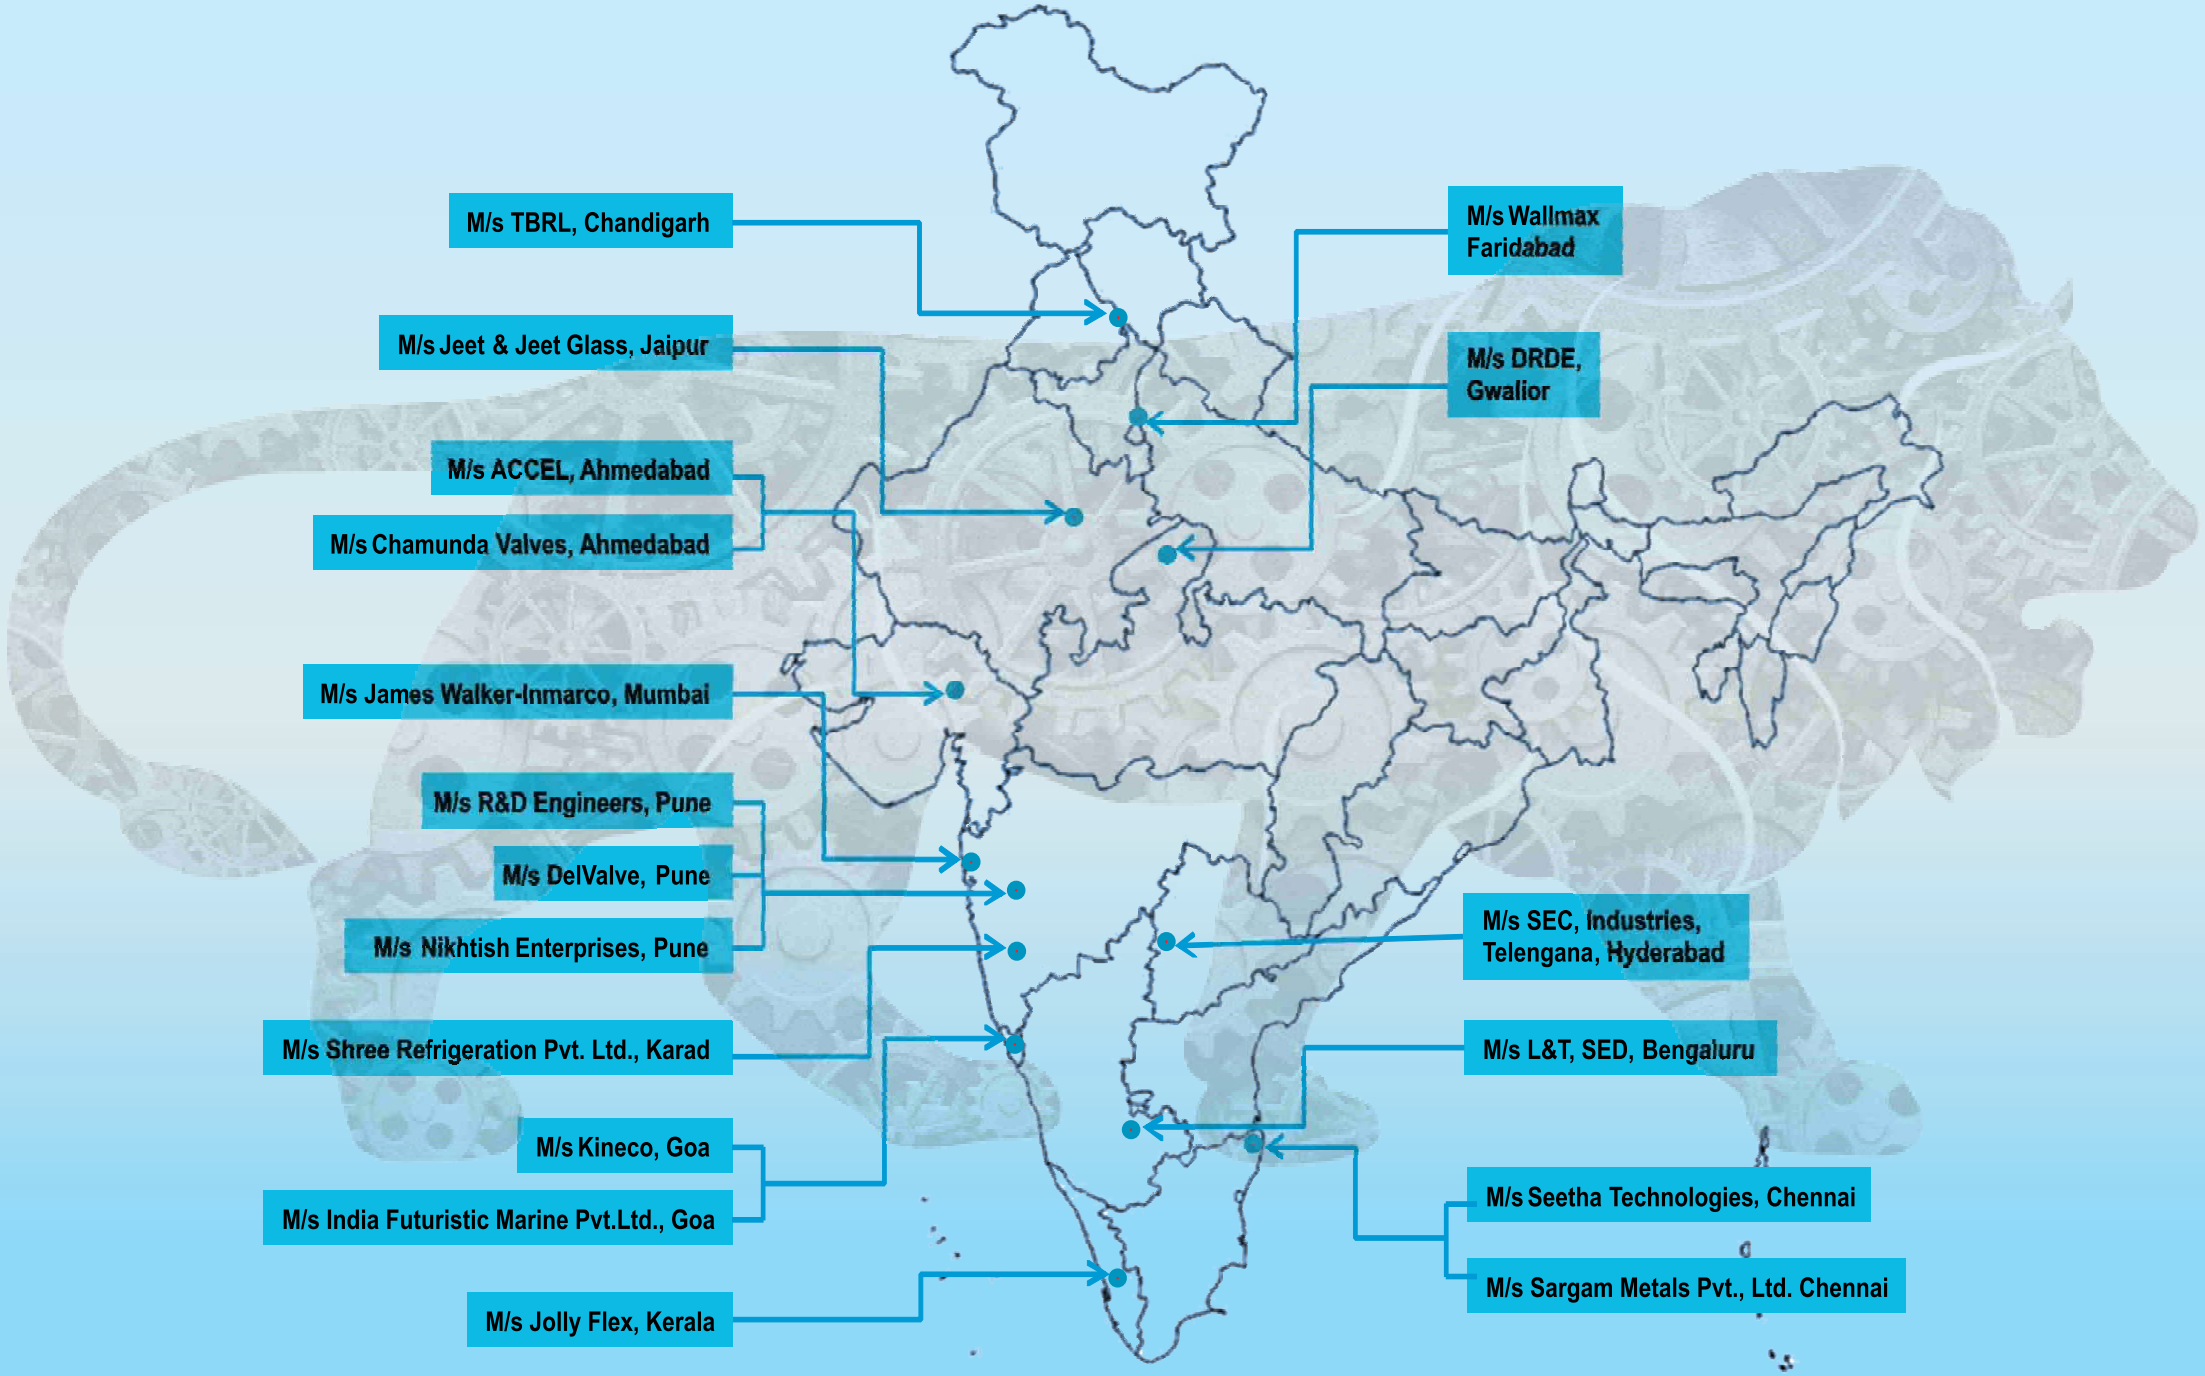 M/s TBRL, Chandigarh
M/s Jeet & Jeet Glass, Jaipur
M/s ACCEL, Ahmedabad
M/s Chamunda Valves, Ahmedabad
M/s James Walker-Inmarco, Mumbai
M/s R&D Engineers, Pune
M/s DelValve, Pune
M/s Nikhtish Enterprises, Pune
M/s Shree Refrigeration Pvt. Ltd., Karad
M/s Kineco, Goa
M/s India Futuristic Marine Pvt.Ltd., Goa
M/s Jolly Flex, Kerala
M/s Wallmax
Faridabad
M/s DRDE,
Gwalior
M/s SEC, Industries,
Telengana, Hyderabad
M/s L&T, SED, Bengaluru
M/s Seetha Technologies, Chennai
M/s Sargam Metals Pvt., Ltd. Chennai